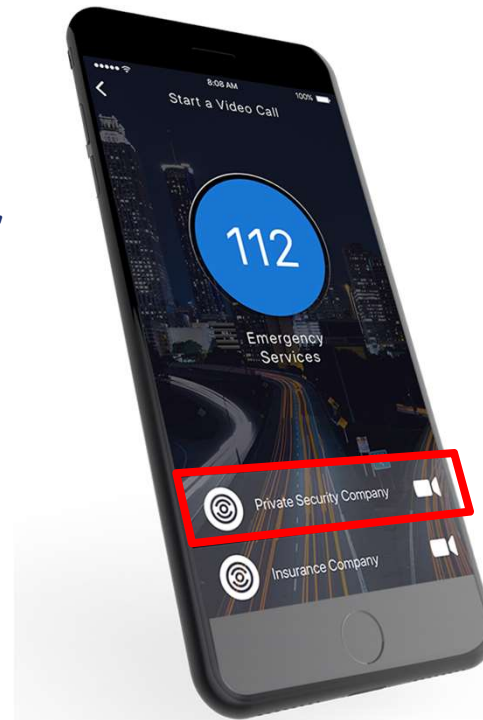 8:08 AM
100%
Start a Video Call
112
Emergency
Services
Private Security Company
Insurance Company